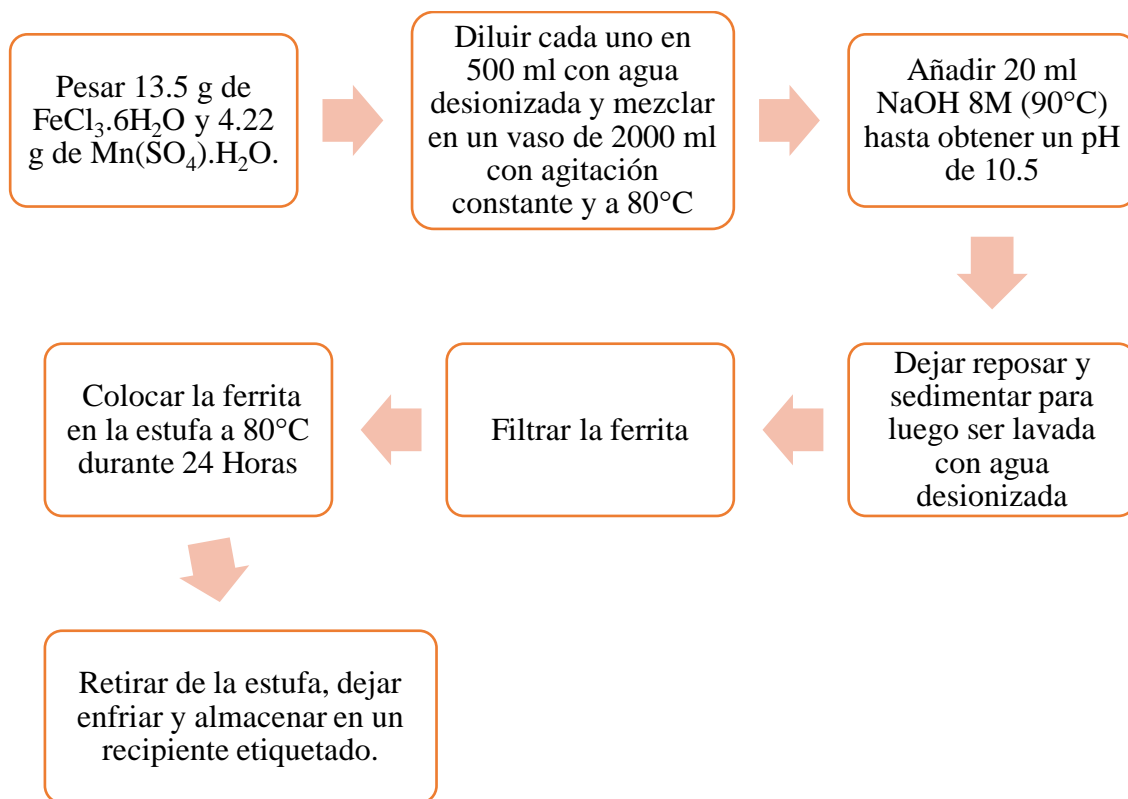 Pesar 13.5 g de
FeCl₃.6H₂O y 4.22
g de Mn(SO₄).H₂O.
Diluir cada uno en
500 ml con agua
desionizada y mezclar
en un vaso de 2000 ml
con agitación
constante y a 80°C
Añadir 20 ml
NaOH 8M (90°C)
hasta obtener un pH
de 10.5
Dejar reposar y
sedimentar para
luego ser lavada
con agua
desionizada
Filtrar la ferrita
Colocar la ferrita
en la estufa a 80°C
durante 24 Horas
Retirar de la estufa, dejar
enfriar y almacenar en un
recipiente etiquetado.